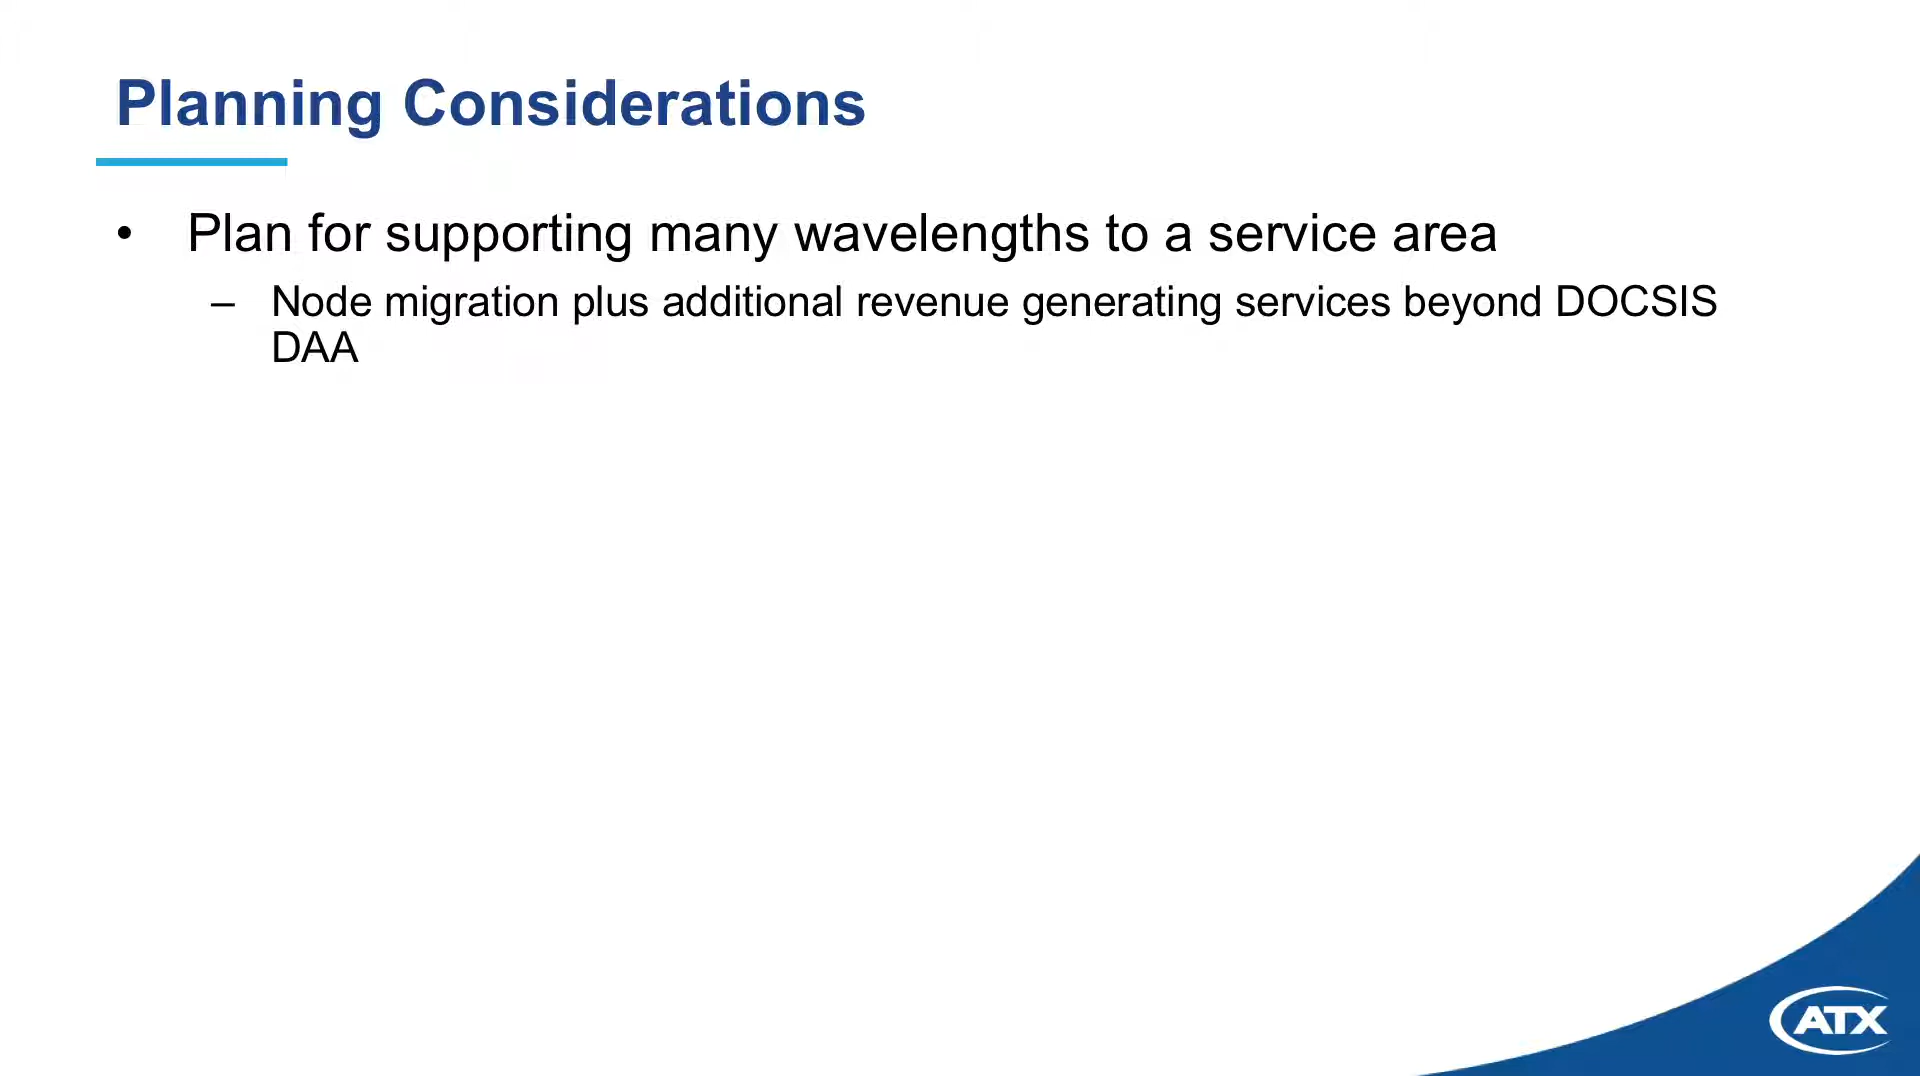 Planning Considerations
• Plan for supporting many wavelengths to a service area
– Node migration plus additional revenue generating services beyond DOCSIS
DAA
ATX